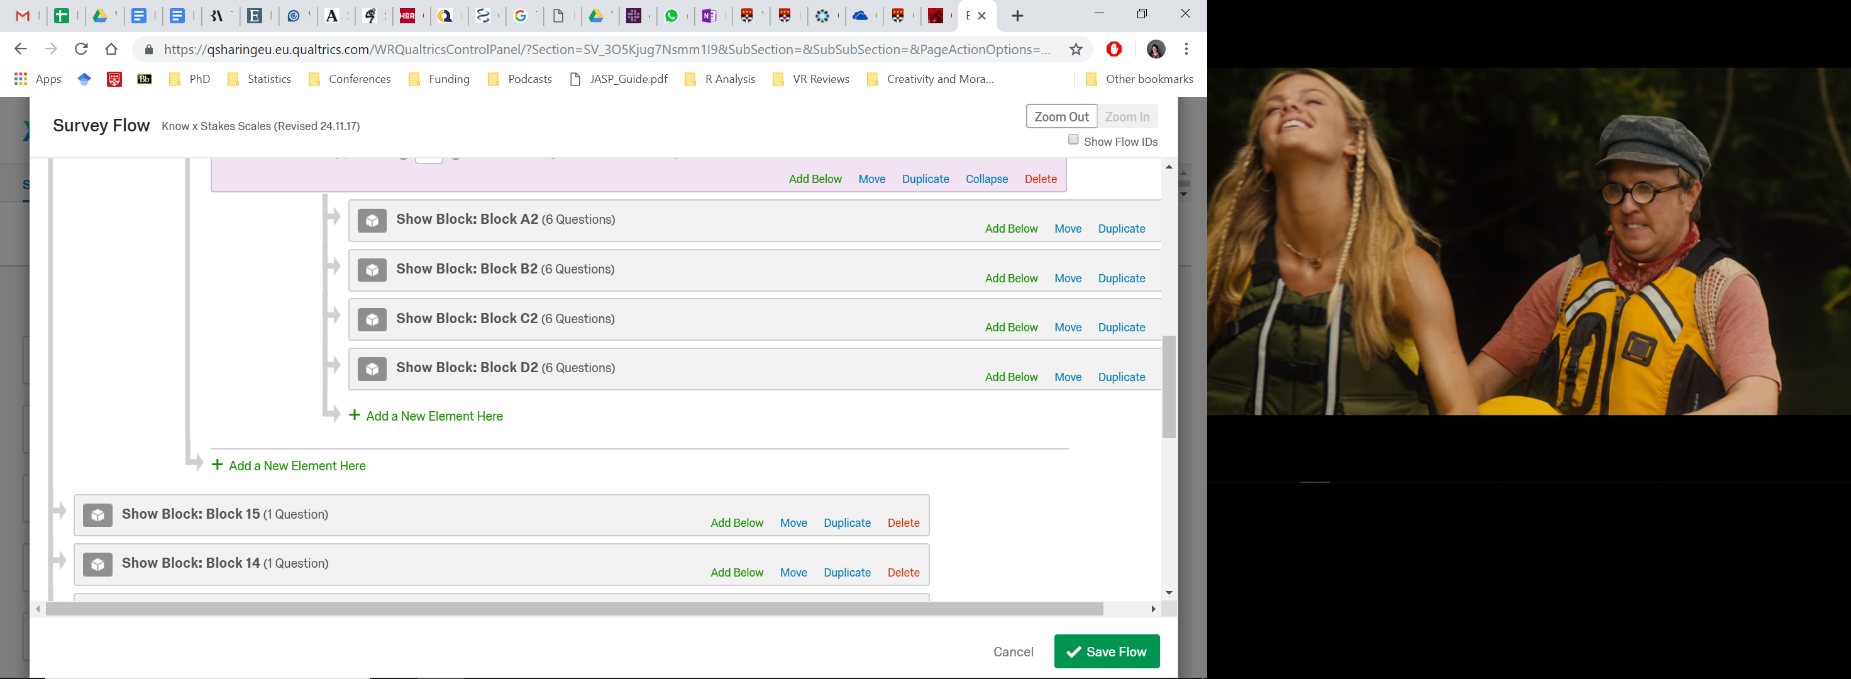 https://qsharingeu.eu.qualtrics.com/WRQualtricsControlPanel/?Section=SV_3O5Kjug7Nsmm1I9&SubSection=&SubSubSection=&PageActionOptions=...
Apps Bb PhD Statistics Conferences Funding Podcasts JASP_Guide.pdf R Analysis VR Reviews Creativity and Mora... Other bookmarks
Survey Flow Know x Stakes Scales (Revised 24.11.17) Zoom Out Zoom In
Show Flow IDs
Add Below Move Duplicate Collapse Delete
Show Block: Block A2 (6 Questions)
Add Below Move Duplicate
Show Block: Block B2 (6 Questions)
Add Below Move Duplicate
Show Block: Block C2 (6 Questions)
Add Below Move Duplicate
Show Block: Block D2 (6 Questions)
Add Below Move Duplicate
+ Add a New Element Here
+ Add a New Element Here
Show Block: Block 15 (1 Question)
Add Below Move Duplicate Delete
Show Block: Block 14 (1 Question)
Add Below Move Duplicate Delete
Cancel Save Flow